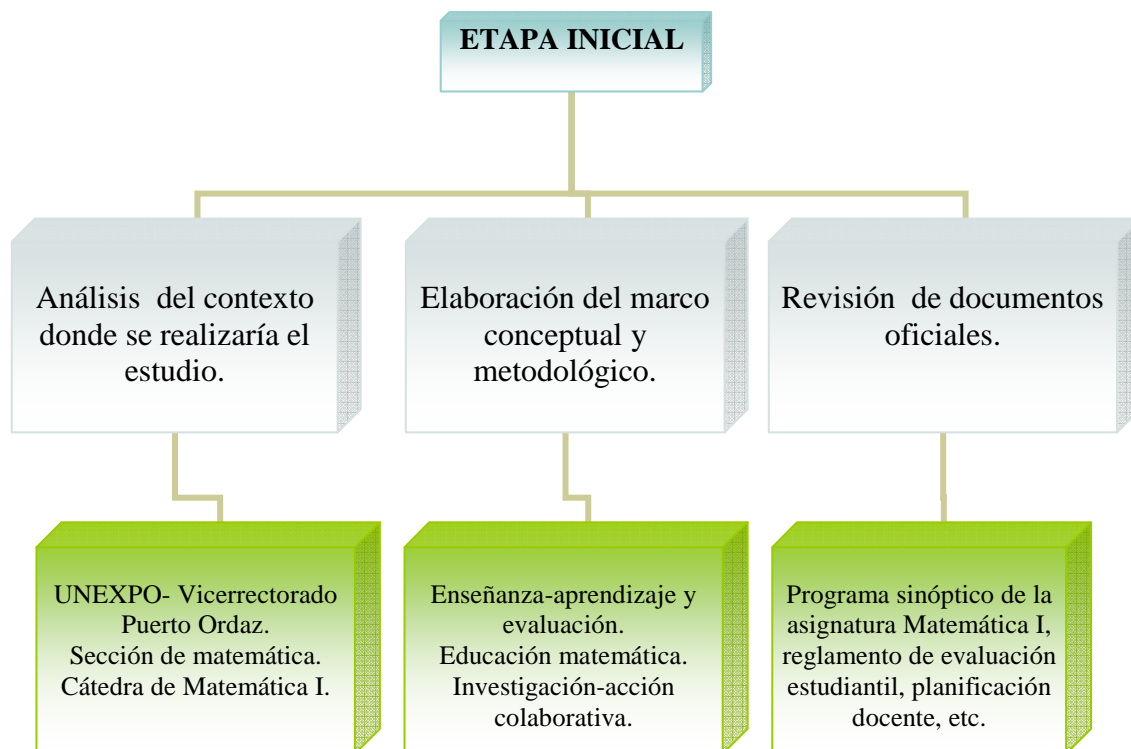 ETAPA INICIAL
Análisis del contexto
donde se realizaría el
estudio.
Elaboración del marco
conceptual y
metodológico.
Revisión de documentos
oficiales.
UNEXPO- Vicerrectorado
Puerto Ordaz.
Sección de matemática.
Cátedra de Matemática I.
Enseñanza-aprendizaje y
evaluación.
Educación matemática.
Investigación-acción
colaborativa.
Programa sinóptico de la
asignatura Matemática I,
reglamento de evaluación
estudiantil, planificación
docente, etc.